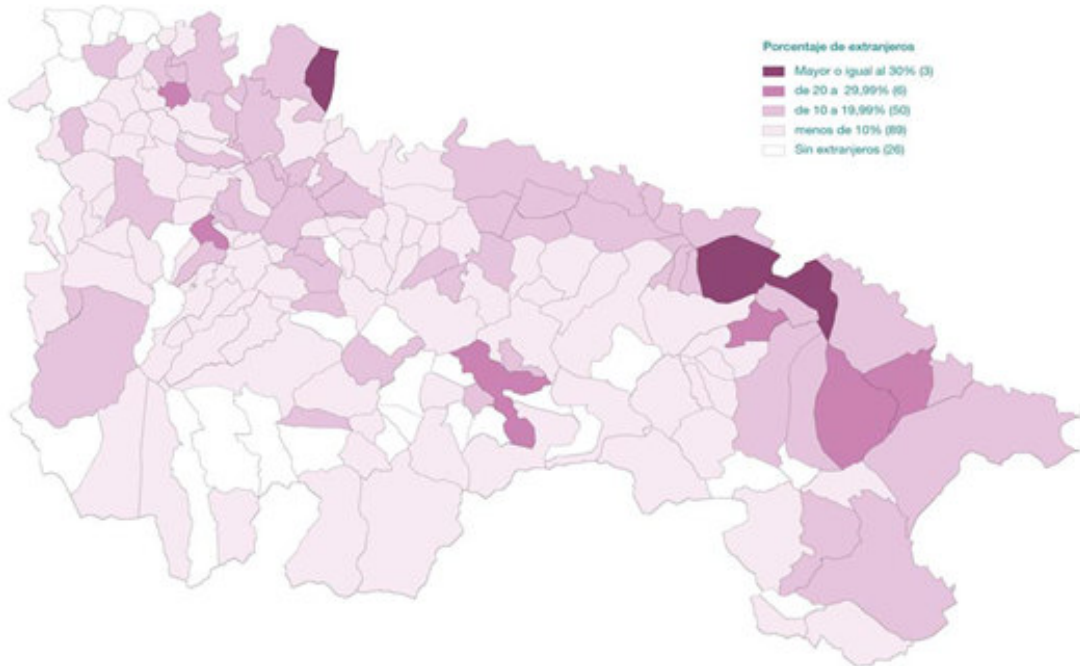 Porcentaje de extranjeros
Mayor o igual al 30% (3)
de 20 a 29,99% (6)
de 10 a 19,99% (50)
menos de 10% (89)
Sin extranjeros (26)